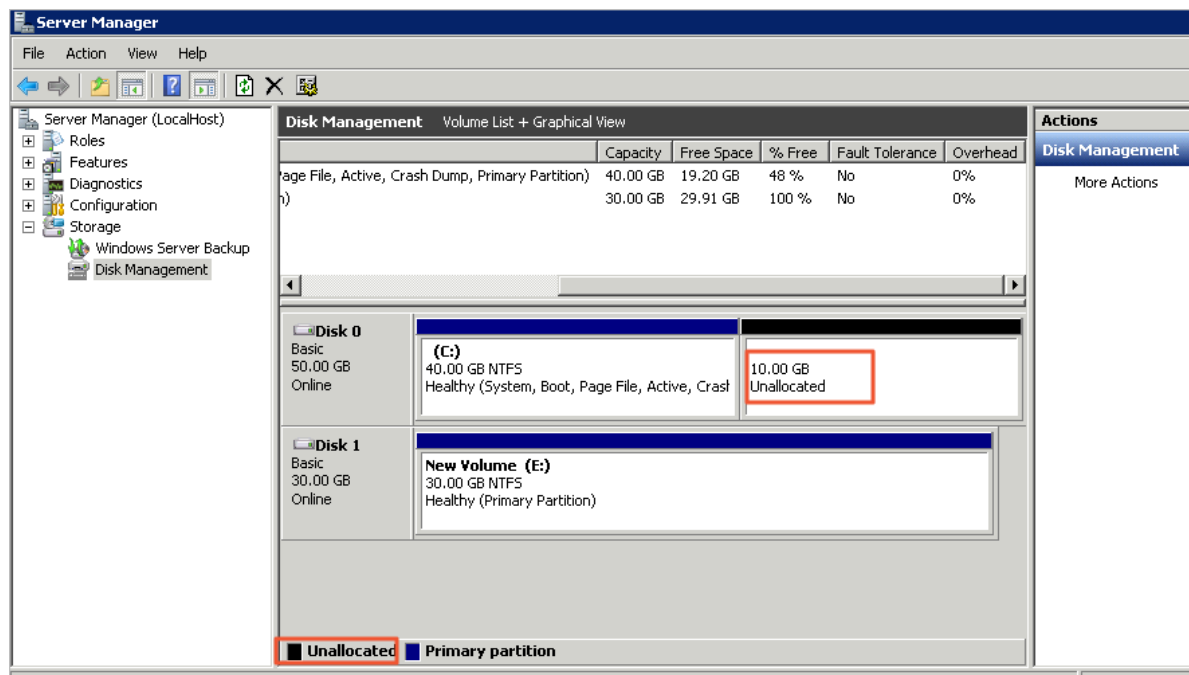 Server Manager
File Action View Help
Server Manager (LocalHost)
Roles
Features
Diagnostics
Configuration
Storage
Windows Server Backup
Disk Management
Disk Management Volume List + Graphical View
Capacity Free Space % Free Fault Tolerance Overhead
Page File, Active, Crash Dump, Primary Partition) 40.00 GB 19.20 GB 48 % No 0%
n) 30.00 GB 29.91 GB 100 % No 0%
Disk 0
Basic
50.00 GB
Online
(C:)
40.00 GB NTFS
Healthy (System, Boot, Page File, Active, Crash
10.00 GB
Unallocated
Disk 1
Basic
30.00 GB
Online
New Volume (E:)
30.00 GB NTFS
Healthy (Primary Partition)
Unallocated Primary partition
Actions
Disk Management
More Actions